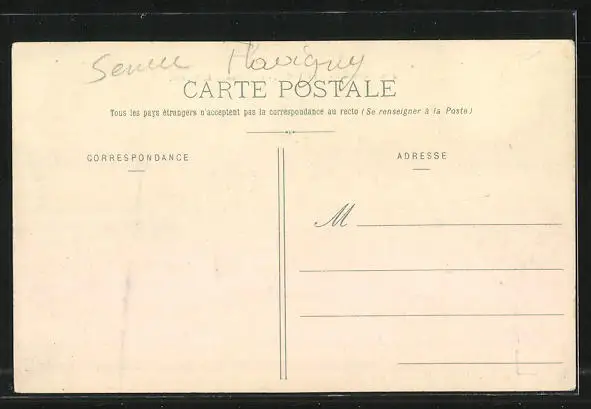 Flavigny
CARTE POSTALE
Tous les pays étrangers n'acceptent pas la correspondance au recto (Se renseigner à la Poste)
CORRESPONDANCE
ADRESSE
M